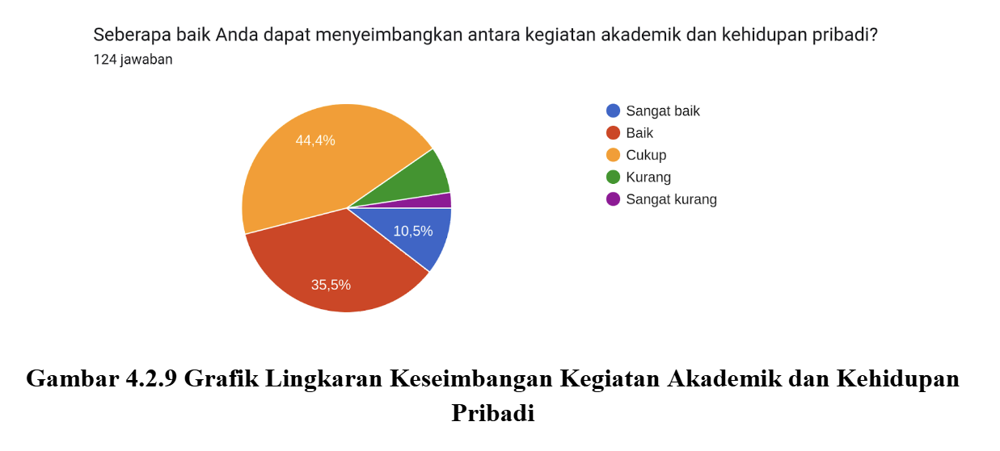 Seberapa baik Anda dapat menyeimbangkan antara kegiatan akademik dan kehidupan pribadi?
124 jawaban
44,4%
10,5%
35,5%
Sangat baik
Baik
Cukup
Kurang
Sangat kurang
Gambar 4.2.9 Grafik Lingkaran Keseimbangan Kegiatan Akademik dan Kehidupan
Pribadi